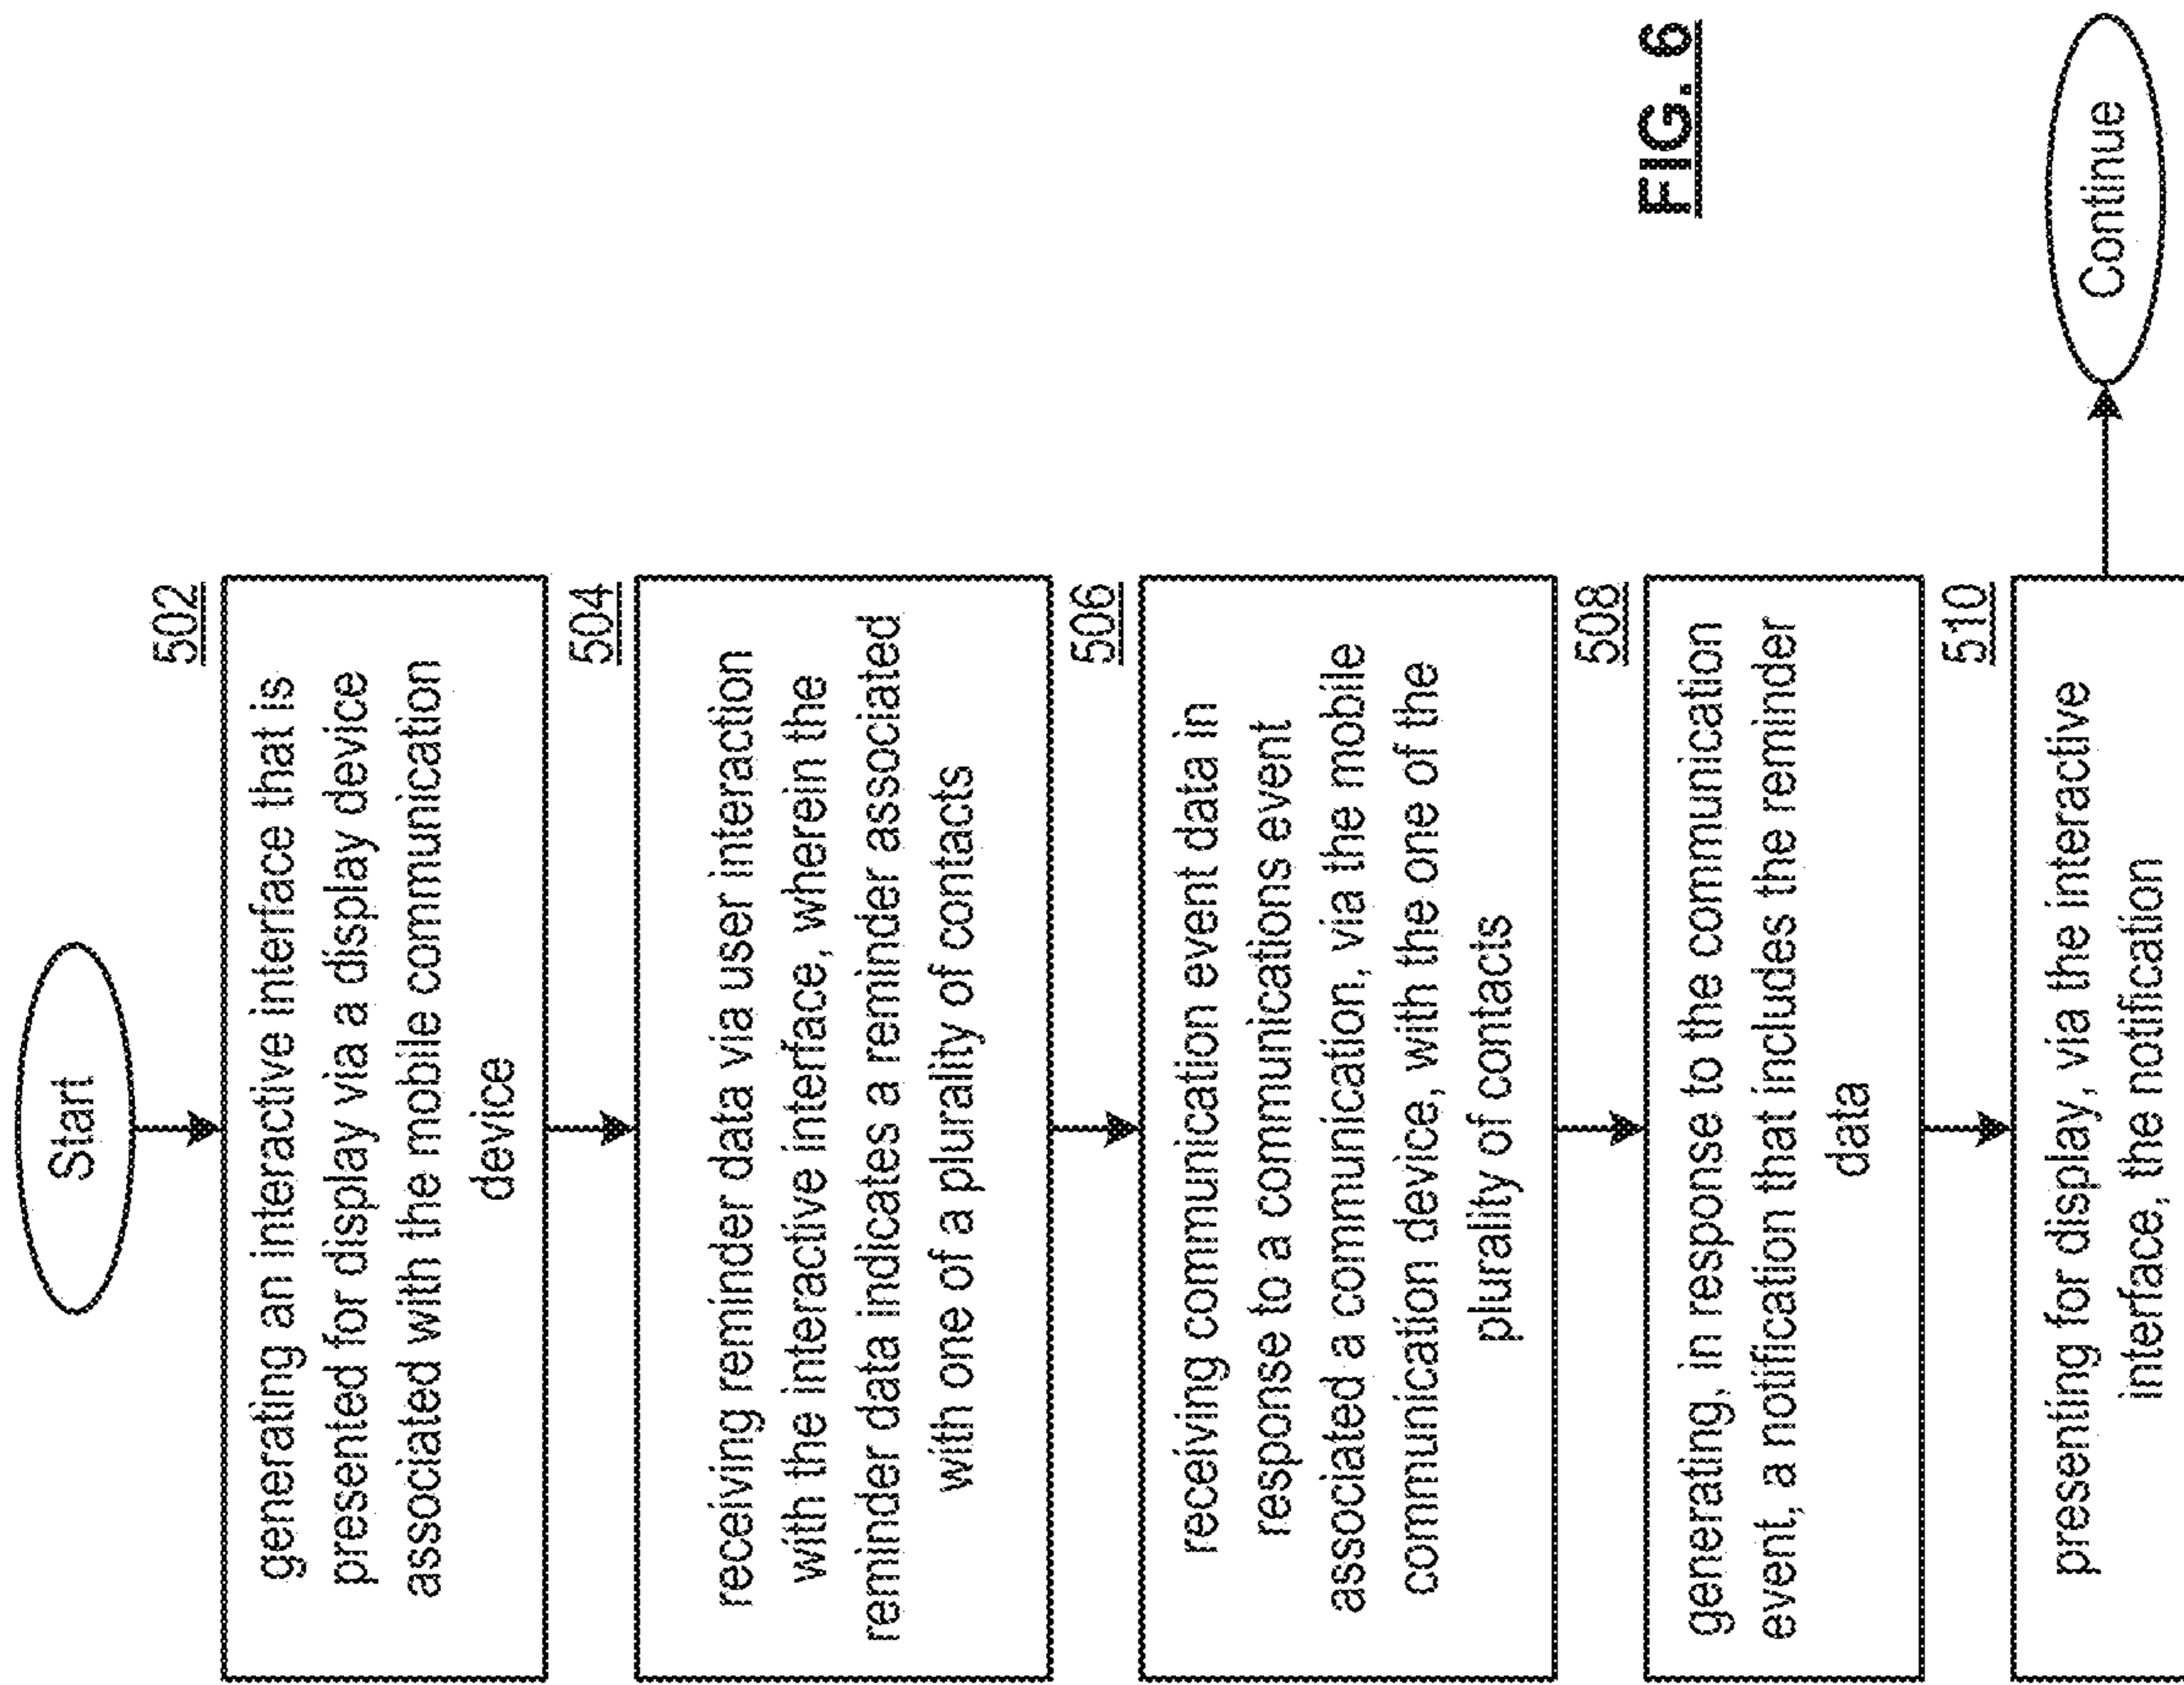 Start
502
generating an interactive interface that is
presented for display via a display device
associated with the mobile communication
device
504
receiving reminder data via user interaction
with the interactive interface, wherein the
reminder data indicates a reminder associated
with one of a plurality of contacts
506
receiving communication event data in
response to a communications event
associated a communication, via the mobile
communication device, with the one of the
plurality of contacts
508
generating, in response to the communication
event, a notification that includes the reminder
data
510
presenting for display, via the interactive
interface, the notification
Continue
FIG. 6